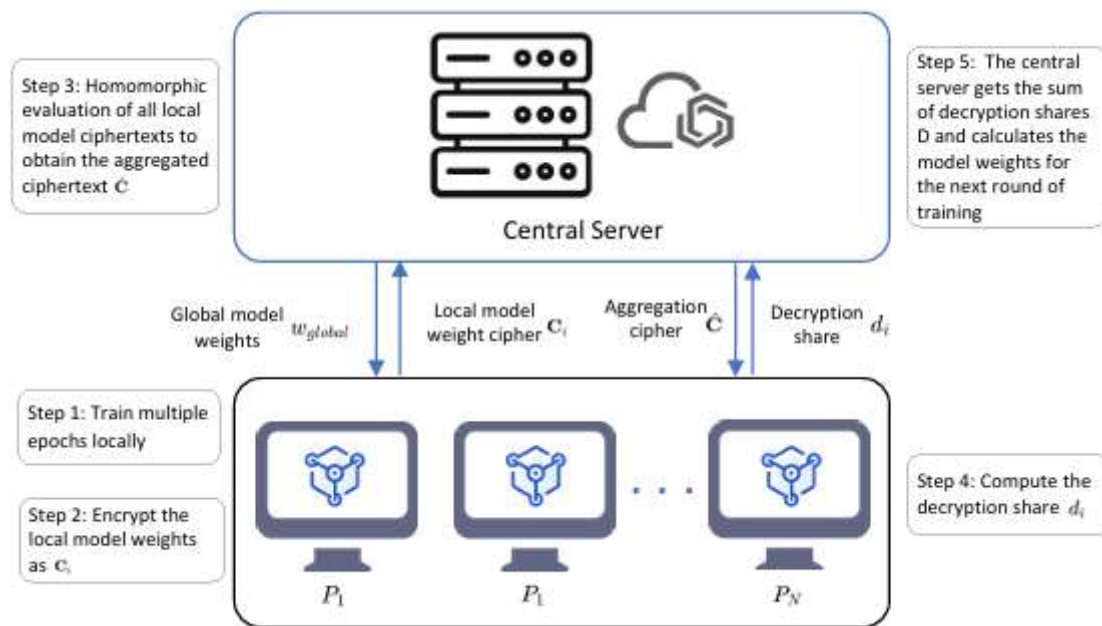 Step 3: Homomorphic
evaluation of all local
model ciphertexts to
obtain the aggregated
ciphertext Ĉ
Central Server
Step 5: The central
server gets the sum
of decryption shares
D and calculates the
model weights for
the next round of
training
Global model
weights w_global
Local model
weight cipher C_i
Aggregation
cipher Ĉ
Decryption
share d_i
Step 1: Train multiple
epochs locally
Step 2: Encrypt the
local model weights
as C_i
Step 4: Compute the
decryption share d_i
P_1
P_1
. . .
P_N